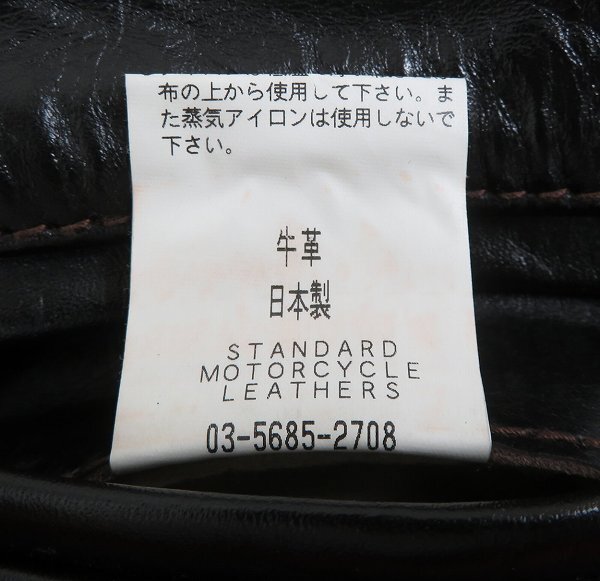 布の上から使用して下さい。ま
た蒸気アイロンは使用しないで
下さい。
牛革
日本製
STANDARD
MOTORCYCLE
LEATHERS
03-5685-2708